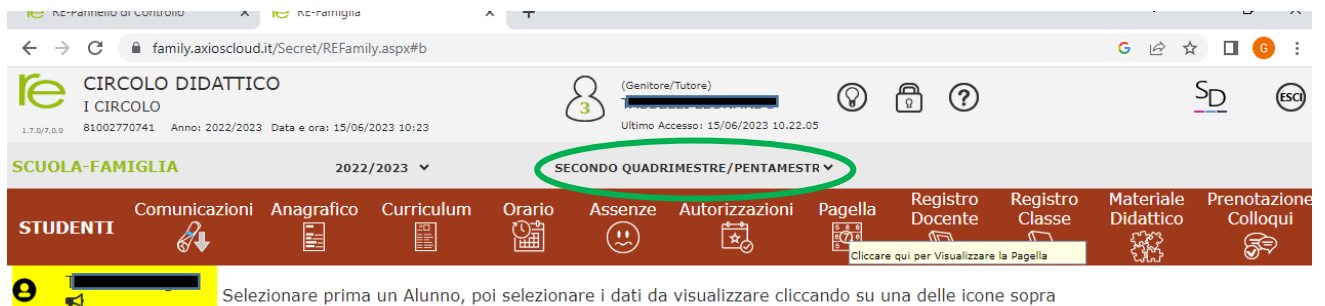 RE-Pannello di Controllo
RE-Famiglia
family.axioscloud.it/Secret/REFamily.aspx#b
G
re
1.7.0/7.0.0
CIRCOLO DIDATTICO
I CIRCOLO
81002770741 Anno: 2022/2023 Data e ora: 15/06/2023 10:23
3
(Genitore/Tutore)
Ultimo Accesso: 15/06/2023 10.22.05
?
SD
ESCI
SCUOLA-FAMIGLIA 2022/2023 SECONDO QUADRIMESTRE/PENTAMESTR
STUDENTI
Comunicazioni
Anagrafico
Curriculum
Orario
Assenze
Autorizzazioni
Pagella
Registro
Docente
Registro
Classe
Materiale
Didattico
Prenotazione
Colloqui
Cliccare qui per Visualizzare la Pagella
Selezionare prima un Alunno, poi selezionare i dati da visualizzare cliccando su una delle icone sopra